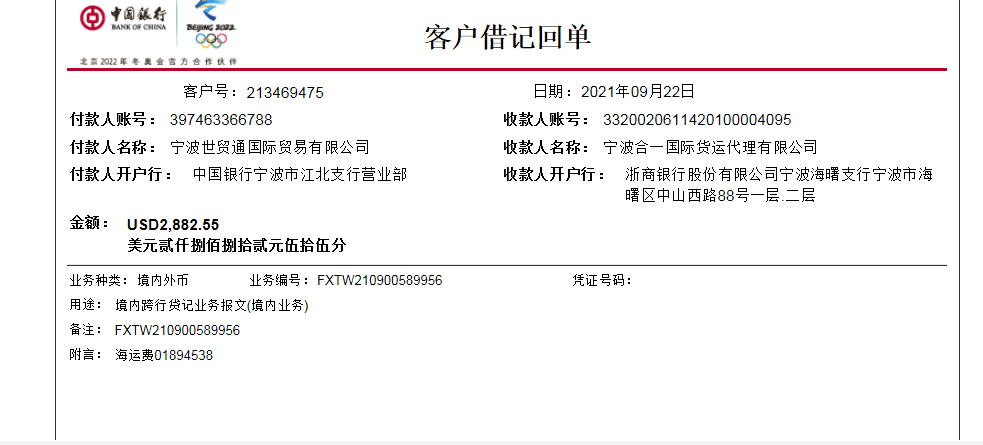 中国银行
BANK OF CHINA
BEIJING 2022
北京2022年冬奥会官方合作伙伴
客户借记回单
客户号：213469475 日期：2021年09月22日
付款人账号：397463366788 收款人账号：3320020611420100004095
付款人名称：宁波世贸通国际贸易有限公司 收款人名称：宁波合一国际货运代理有限公司
付款人开户行：中国银行宁波市江北支行营业部 收款人开户行：浙商银行股份有限公司宁波海曙支行宁波市海
曙区中山西路88号一层.二层
金额：USD2,882.55
美元贰仟捌佰捌拾贰元伍拾伍分
业务种类：境内外币 业务编号：FXTW210900589956 凭证号码：
用途：境内跨行贷记业务报文(境内业务)
备注：FXTW210900589956
附言：海运费01894538